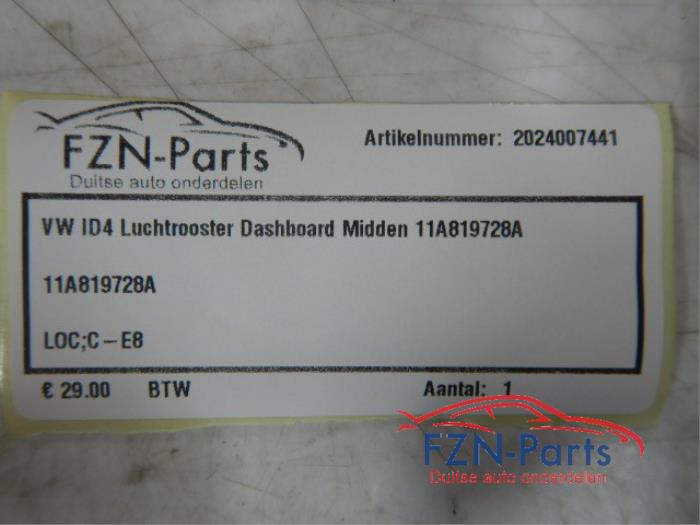 FZN-Parts
Duitse auto onderdelen
Artikelnummer: 2024007441
VW ID4 Luchtrooster Dashboard Midden 11A819728A
11A819728A
LOC;C-E8
€ 29.00 BTW Aantal: 1
FZN-Parts
Duitse auto onderdelen